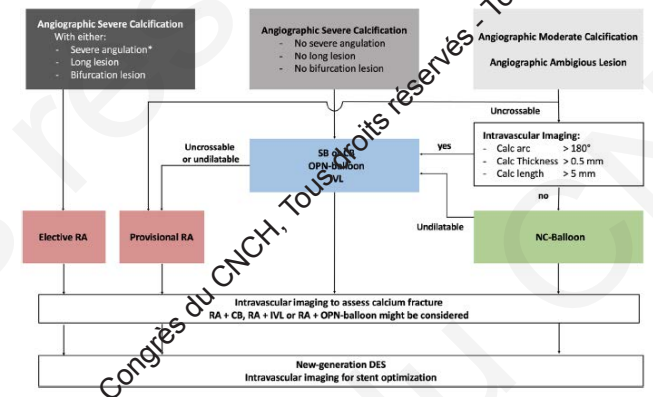 Angiographic Severe Calcification
With either:
- Severe angulation*
- Long lesion
- Bifurcation lesion
Angiographic Severe Calcification
- No severe angulation
- No long lesion
- No bifurcation lesion
Angiographic Moderate Calcification
Angiographic Ambigious Lesion
Uncrossable
Intravascular Imaging:
- Calc arc > 180°
- Calc Thickness > 0.5 mm
- Calc length > 5 mm
yes
no
Uncrossable
or undilatable
SB or CB
OPN-balloon
IVL
Undilatable
Elective RA
Provisional RA
NC-Balloon
Intravascular imaging to assess calcium fracture
RA + CB, RA + IVL or RA + OPN-balloon might be considered
New-generation DES
Intravascular imaging for stent optimization
Congrès du CNCH, Tous droits réservés -